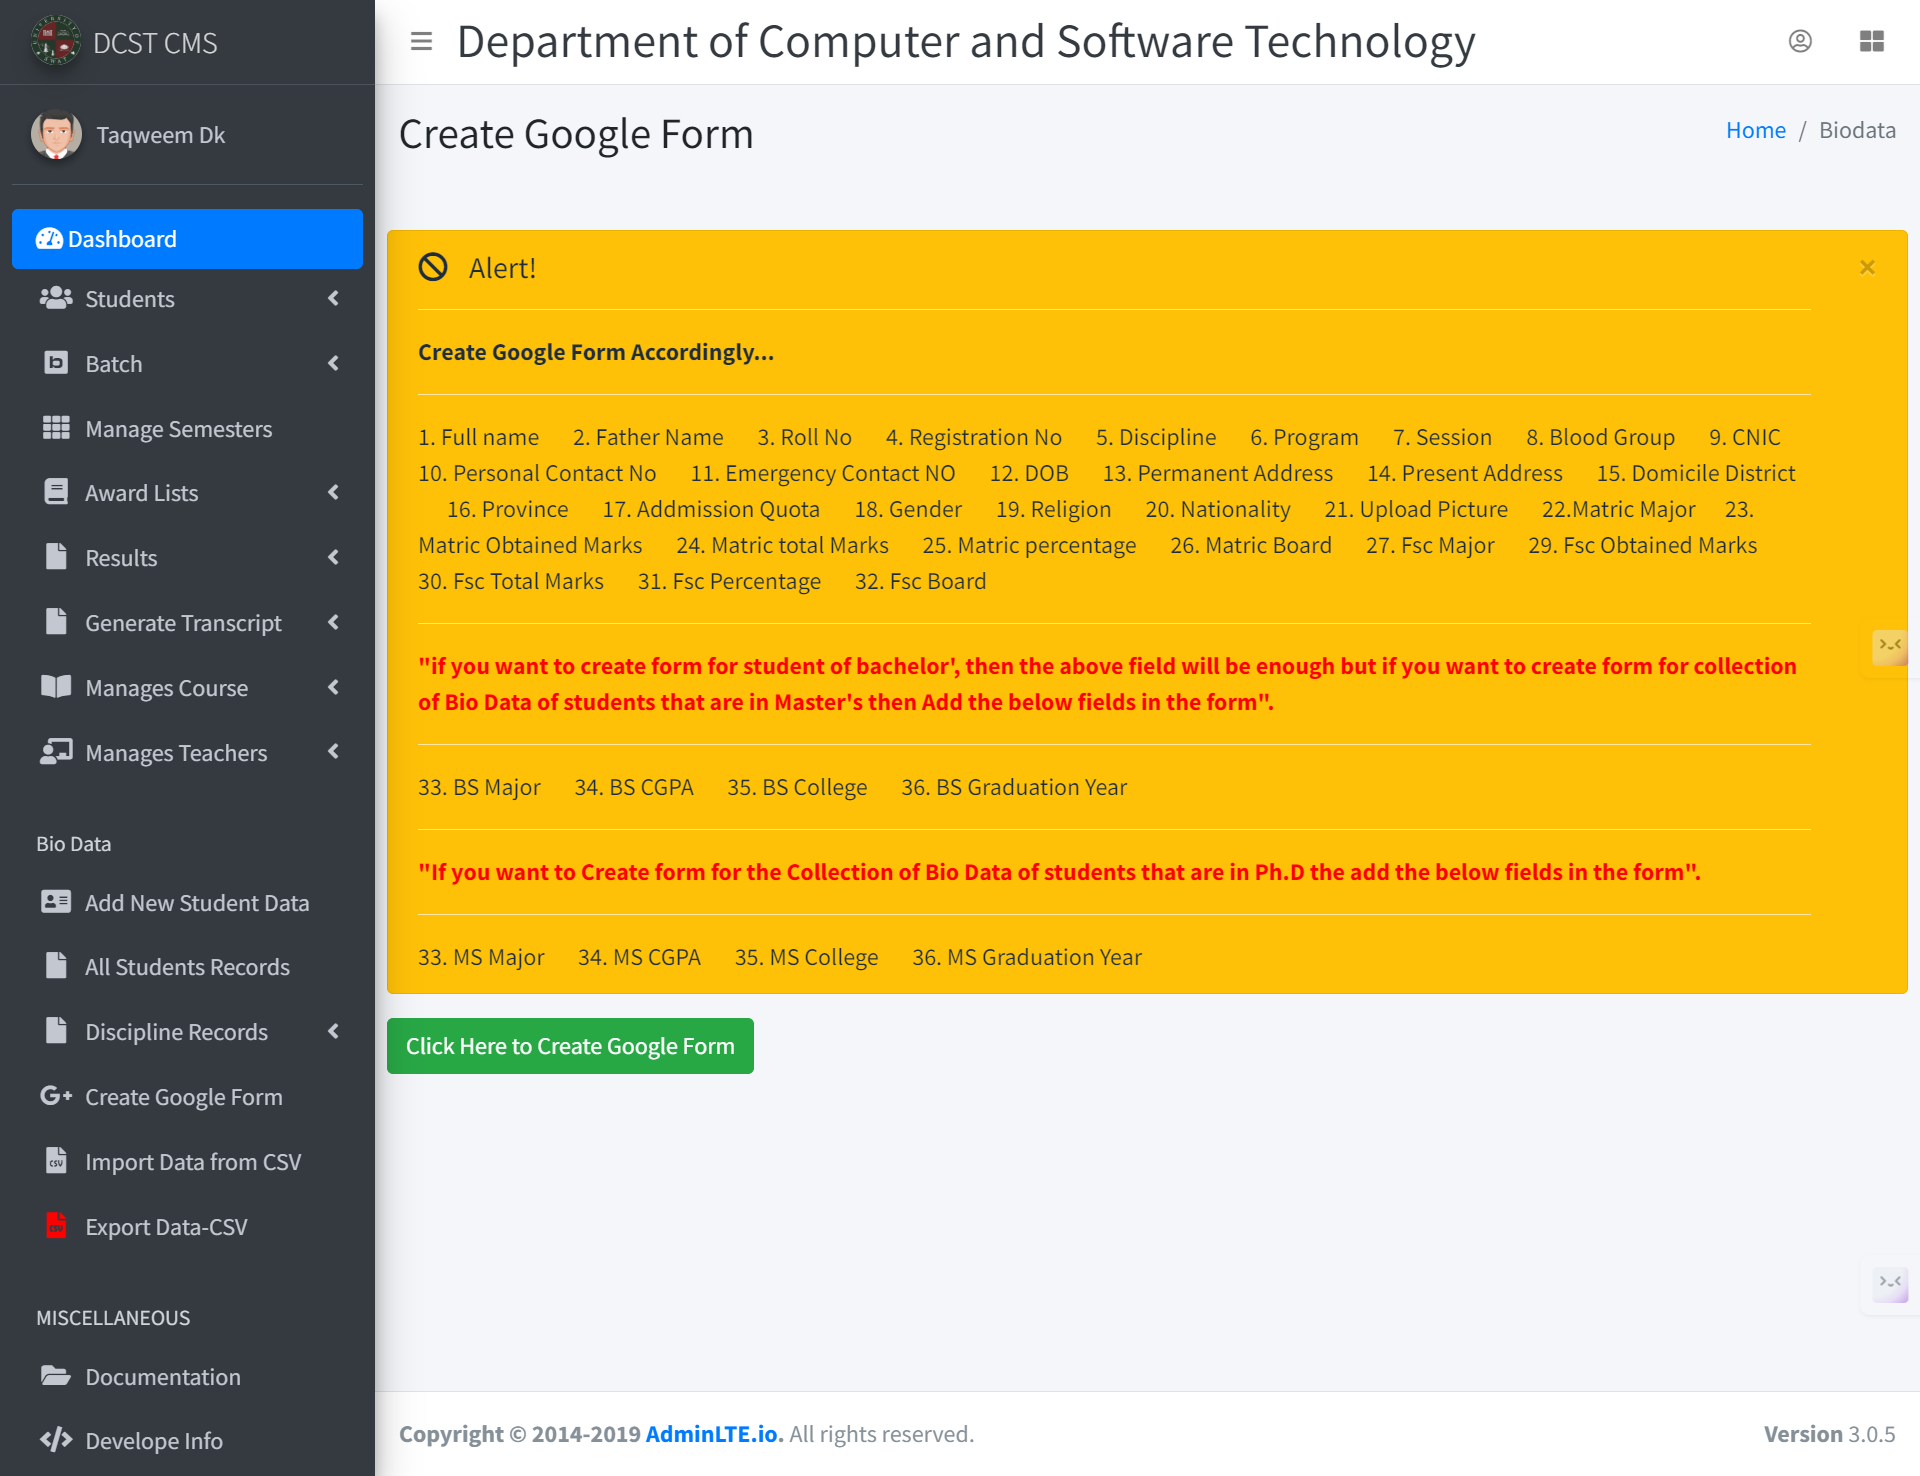 DCST CMS
Department of Computer and Software Technology
Taqweem Dk
Dashboard
Students
Batch
Manage Semesters
Award Lists
Results
Generate Transcript
Manages Course
Manages Teachers
Bio Data
Add New Student Data
All Students Records
Discipline Records
G+ Create Google Form
CSV Import Data from CSV
CSV Export Data-CSV
MISCELLANEOUS
Documentation
Develope Info
Create Google Form
Home / Biodata
Alert! ×
Create Google Form Accordingly...
1. Full name 2. Father Name 3. Roll No 4. Registration No 5. Discipline 6. Program 7. Session 8. Blood Group 9. CNIC
10. Personal Contact No 11. Emergency Contact NO 12. DOB 13. Permanent Address 14. Present Address 15. Domicile District
16. Province 17. Addmission Quota 18. Gender 19. Religion 20. Nationality 21. Upload Picture 22.Matric Major 23.
Matric Obtained Marks 24. Matric total Marks 25. Matric percentage 26. Matric Board 27. Fsc Major 29. Fsc Obtained Marks
30. Fsc Total Marks 31. Fsc Percentage 32. Fsc Board
"if you want to create form for student of bachelor', then the above field will be enough but if you want to create form for collection
of Bio Data of students that are in Master's then Add the below fields in the form".
33. BS Major 34. BS CGPA 35. BS College 36. BS Graduation Year
"If you want to Create form for the Collection of Bio Data of students that are in Ph.D the add the below fields in the form".
33. MS Major 34. MS CGPA 35. MS College 36. MS Graduation Year
Click Here to Create Google Form
Copyright © 2014-2019 AdminLTE.io. All rights reserved.
Version 3.0.5